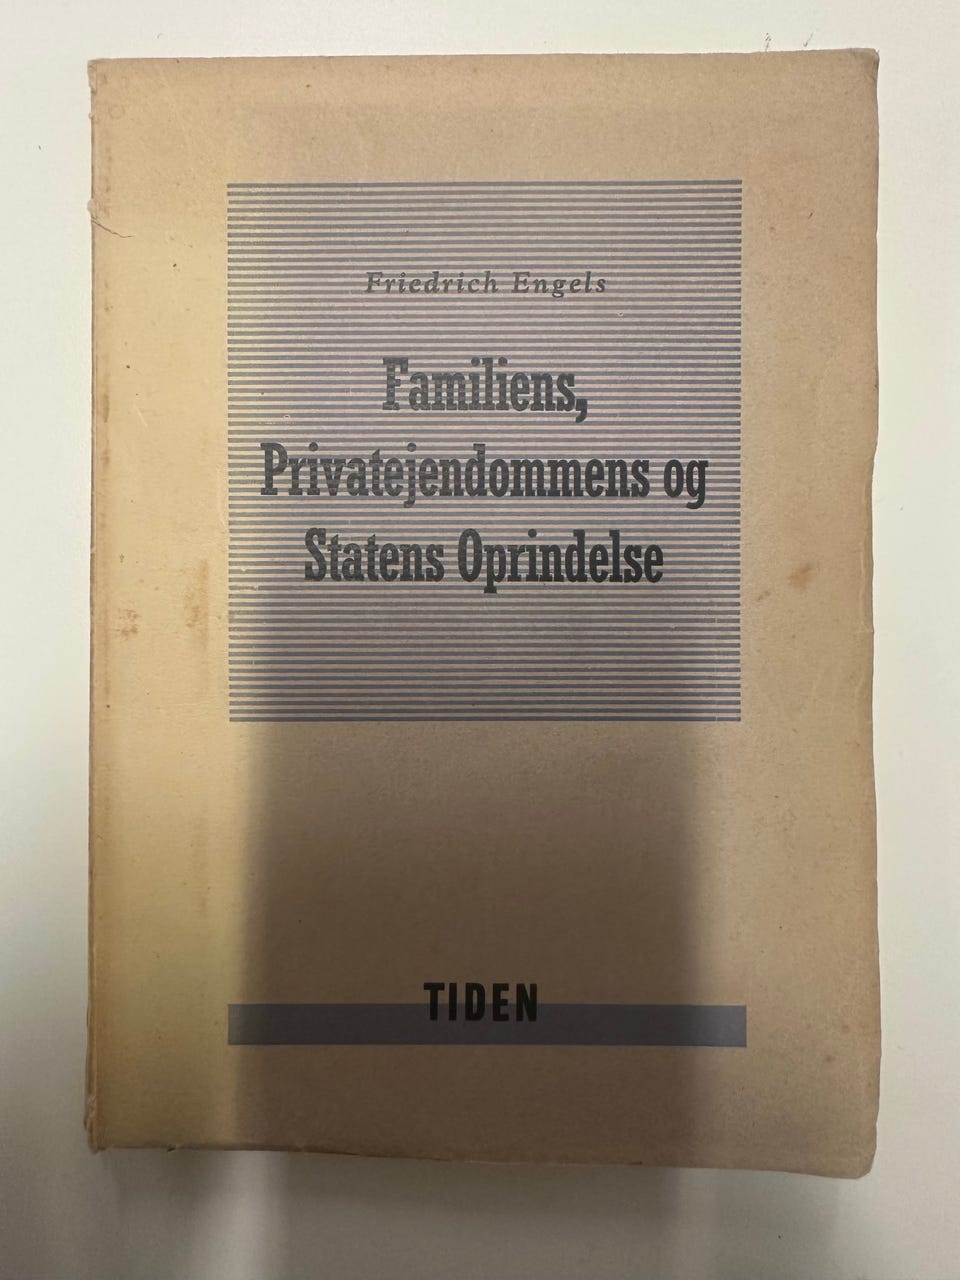 Friedrich Engels
Familiens,
Privatejendommens og
Statens Oprindelse
TIDEN